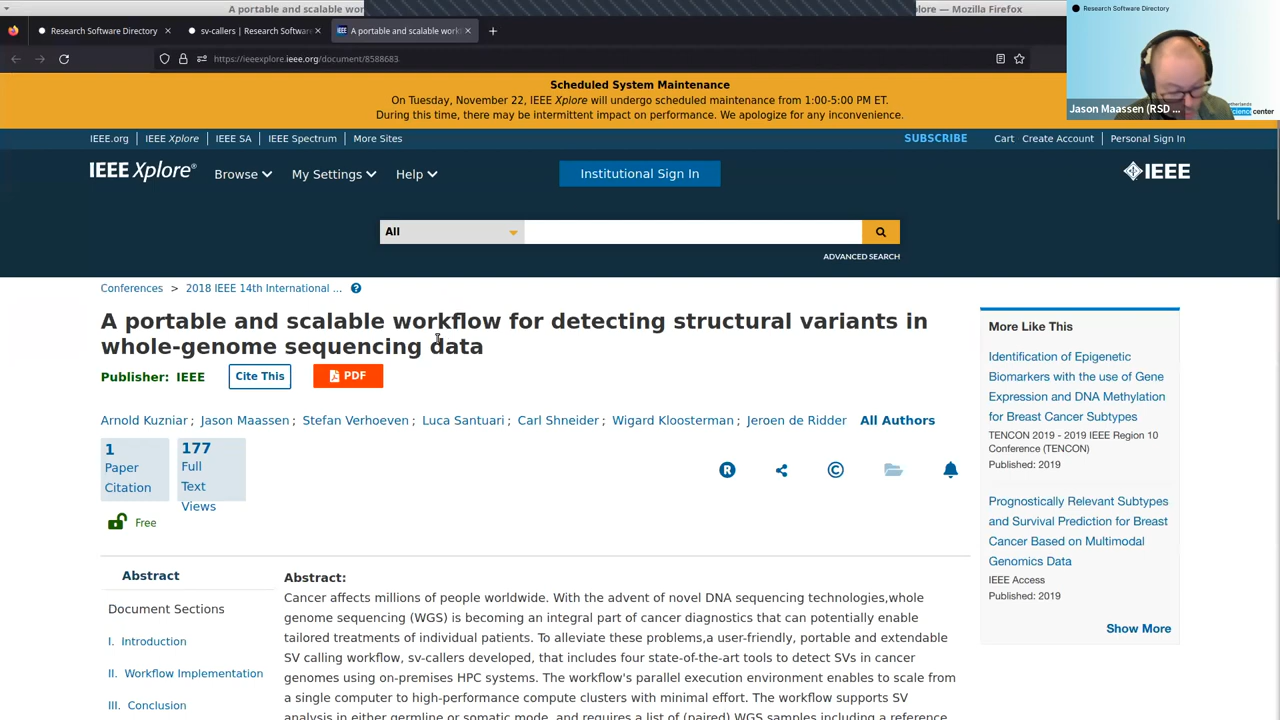 A portable and scalable wor
lore — Mozilla Firefox
Research Software Directory
sv-callers | Research Softwa
A portable and scalable work
https://ieeexplore.ieee.org/document/8588683
Research Software Directory
Jason Maassen (RSD ...
science center
Scheduled System Maintenance
On Tuesday, November 22, IEEE Xplore will undergo scheduled maintenance from 1:00-5:00 PM ET.
During this time, there may be intermittent impact on performance. We apologize for any inconvenience.
IEEE.org IEEE Xplore IEEE SA IEEE Spectrum More Sites SUBSCRIBE Cart Create Account Personal Sign In
IEEE Xplore® Browse My Settings Help Institutional Sign In IEEE
All
ADVANCED SEARCH
Conferences > 2018 IEEE 14th International ... ?
A portable and scalable workflow for detecting structural variants in
whole-genome sequencing data
Publisher: IEEE Cite This PDF
Arnold Kuzniar ; Jason Maassen ; Stefan Verhoeven ; Luca Santuari ; Carl Shneider ; Wigard Kloosterman ; Jeroen de Ridder All Authors
1
Paper
Citation
177
Full
Text
Views
R ©
Free
Abstract
Document Sections
I. Introduction
II. Workflow Implementation
III. Conclusion
Abstract:
Cancer affects millions of people worldwide. With the advent of novel DNA sequencing technologies,whole
genome sequencing (WGS) is becoming an integral part of cancer diagnostics that can potentially enable
tailored treatments of individual patients. To alleviate these problems,a user-friendly, portable and extendable
SV calling workflow, sv-callers developed, that includes four state-of-the-art tools to detect SVs in cancer
genomes using on-premises HPC systems. The workflow's parallel execution environment enables to scale from
a single computer to high-performance compute clusters with minimal effort. The workflow supports SV
analysis in either germline or somatic mode, and requires a list of (paired) WGS samples including a reference
More Like This
Identification of Epigenetic
Biomarkers with the use of Gene
Expression and DNA Methylation
for Breast Cancer Subtypes
TENCON 2019 - 2019 IEEE Region 10
Conference (TENCON)
Published: 2019
Prognostically Relevant Subtypes
and Survival Prediction for Breast
Cancer Based on Multimodal
Genomics Data
IEEE Access
Published: 2019
Show More